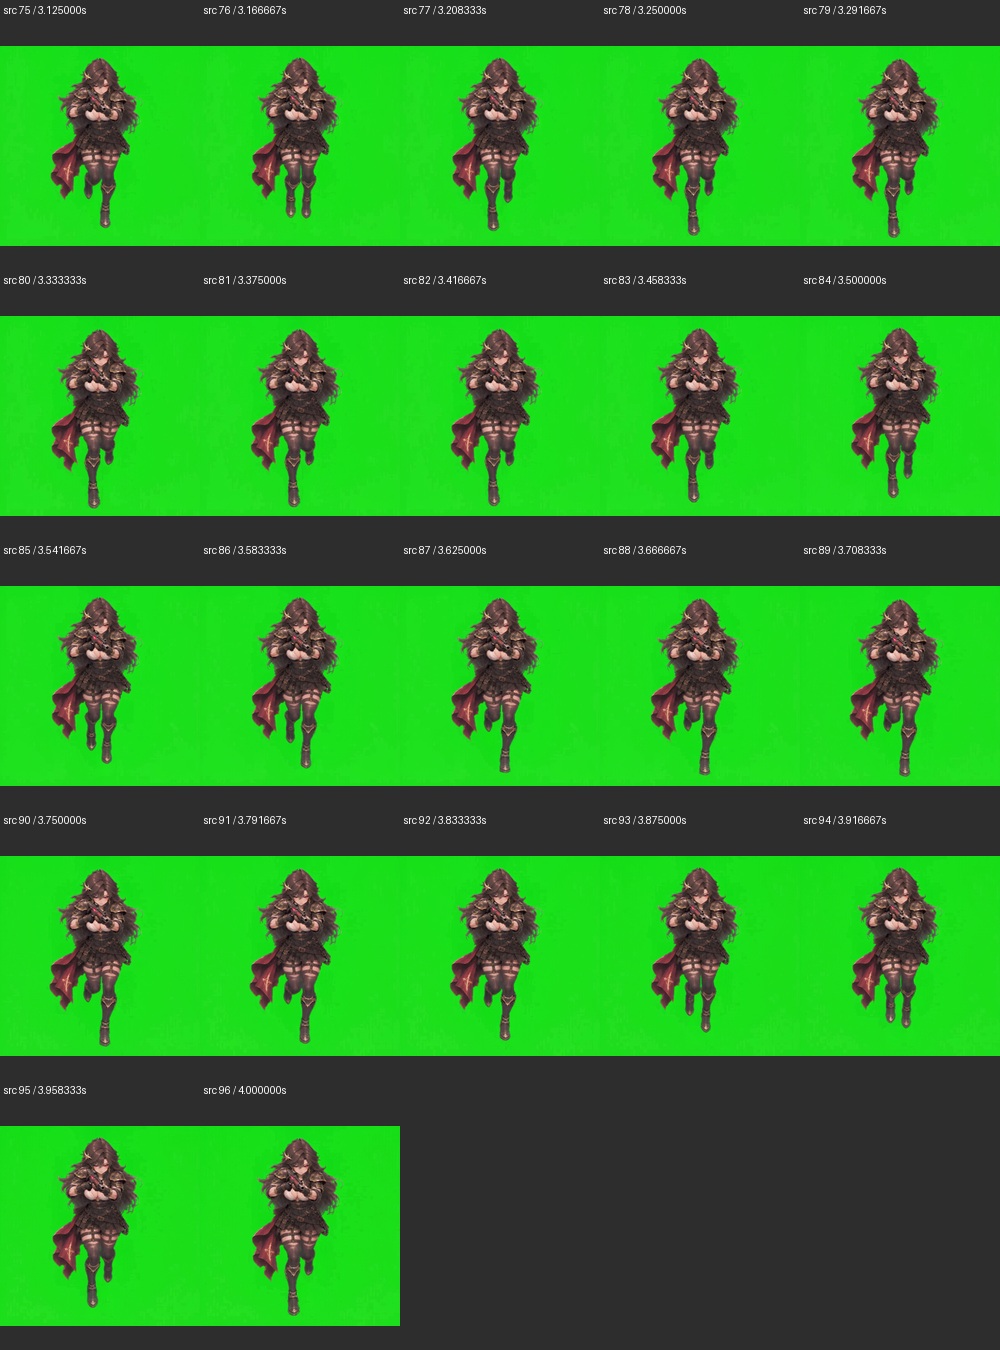 src 75 / 3.125000s
src 76 / 3.166667s
src 77 / 3.208333s
src 78 / 3.250000s
src 79 / 3.291667s
src 80 / 3.333333s
src 81 / 3.375000s
src 82 / 3.416667s
src 83 / 3.458333s
src 84 / 3.500000s
src 85 / 3.541667s
src 86 / 3.583333s
src 87 / 3.625000s
src 88 / 3.666667s
src 89 / 3.708333s
src 90 / 3.750000s
src 91 / 3.791667s
src 92 / 3.833333s
src 93 / 3.875000s
src 94 / 3.916667s
src 95 / 3.958333s
src 96 / 4.000000s